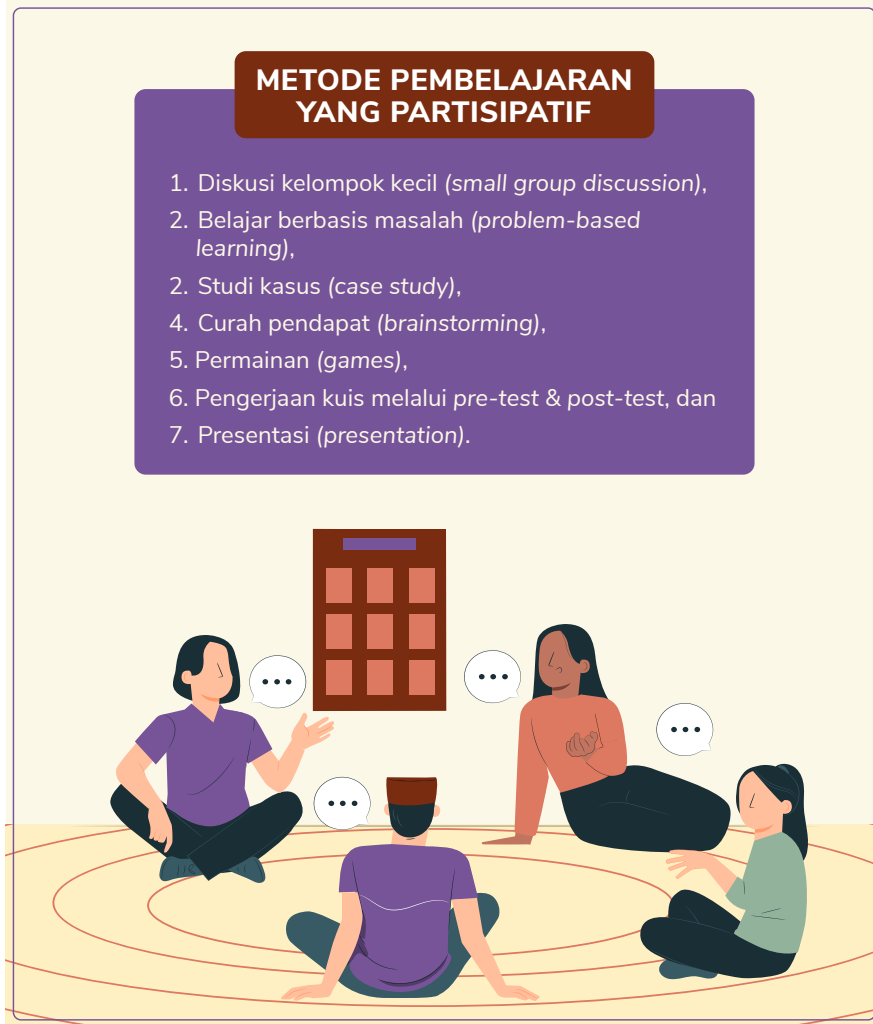 METODE PEMBELAJARAN
YANG PARTISIPATIF
1. Diskusi kelompok kecil (small group discussion),
2. Belajar berbasis masalah (problem-based
learning),
2. Studi kasus (case study),
4. Curah pendapat (brainstorming),
5. Permainan (games),
6. Pengerjaan kuis melalui pre-test & post-test, dan
7. Presentasi (presentation).